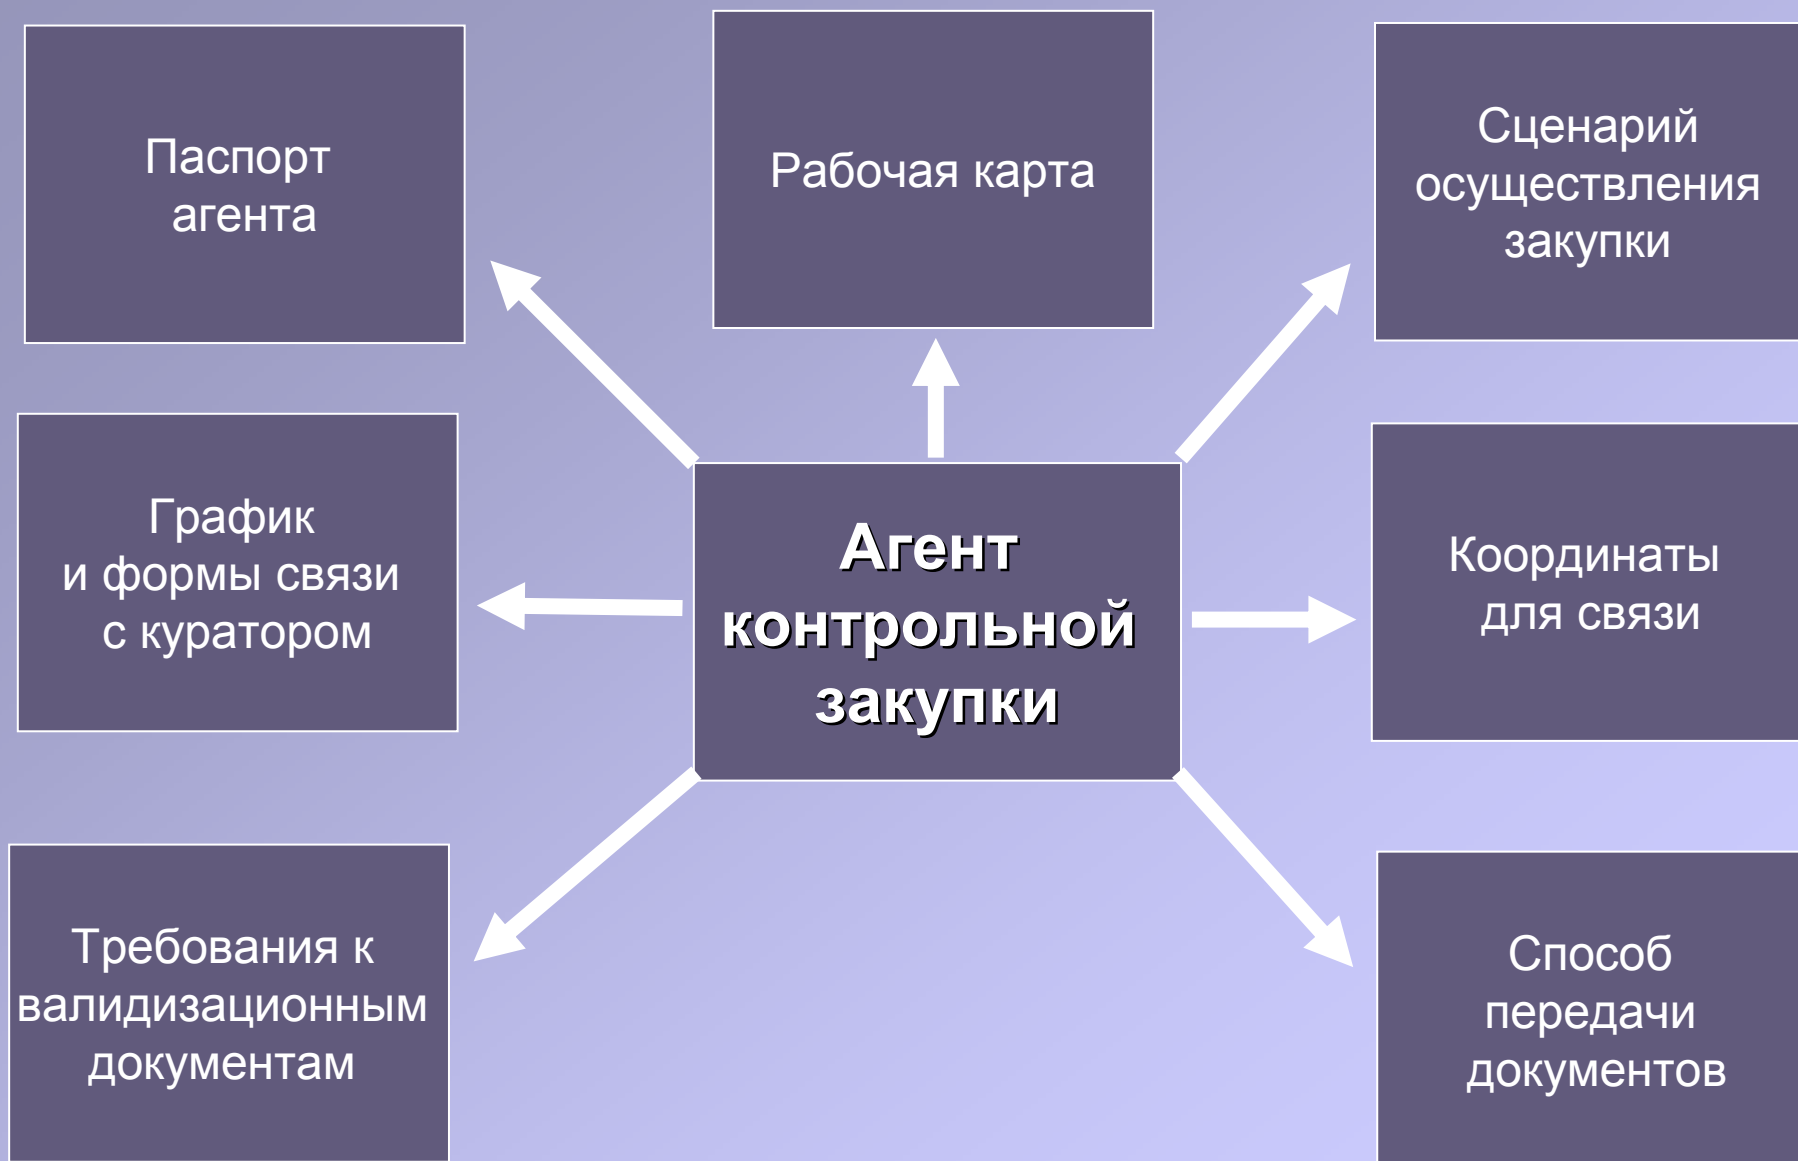 Паспорт
агента
Рабочая карта
Сценарий
осуществления
закупки
График
и формы связи
с куратором
Агент
контрольной
закупки
Координаты
для связи
Требования к
валидизационным
документам
Способ
передачи
документов